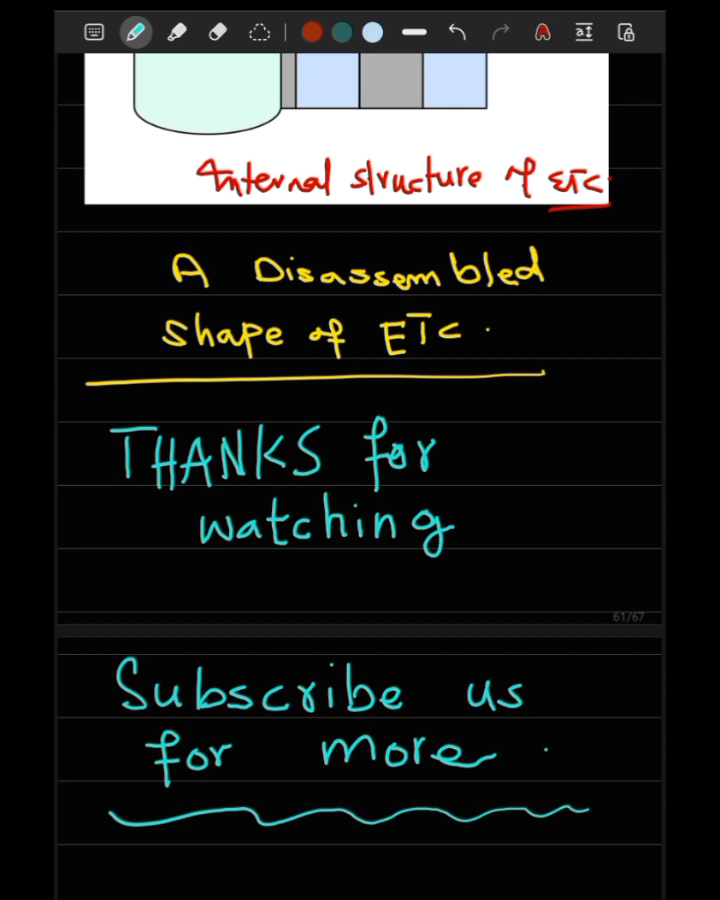 Internal structure of ETC
A Disassembled
shape of ETC.
THANKS for
watching
61/67
Subscribe us
for more.